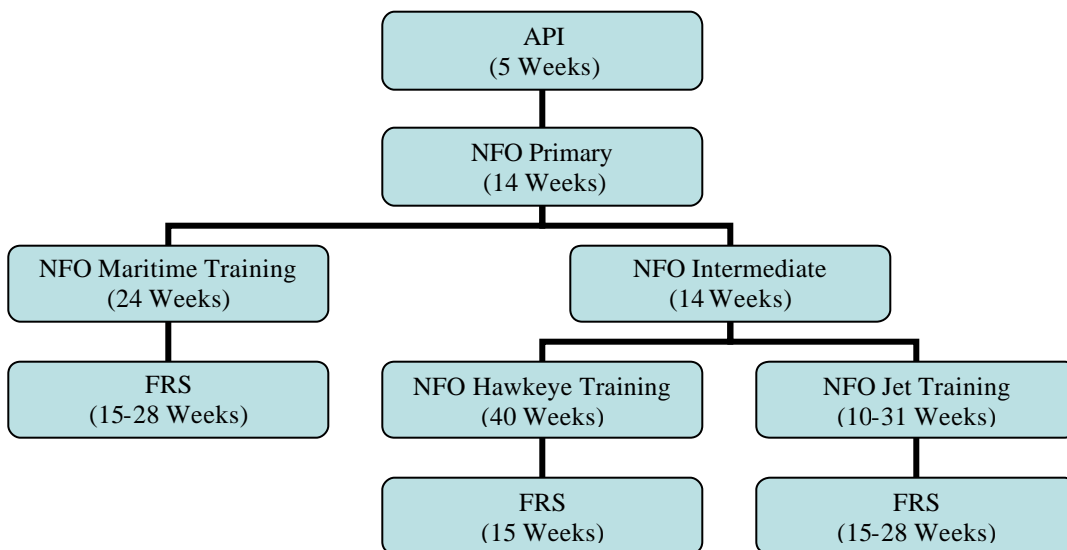 API
(5 Weeks)
NFO Primary
(14 Weeks)
NFO Maritime Training
(24 Weeks)
NFO Intermediate
(14 Weeks)
FRS
(15-28 Weeks)
NFO Hawkeye Training
(40 Weeks)
NFO Jet Training
(10-31 Weeks)
FRS
(15 Weeks)
FRS
(15-28 Weeks)